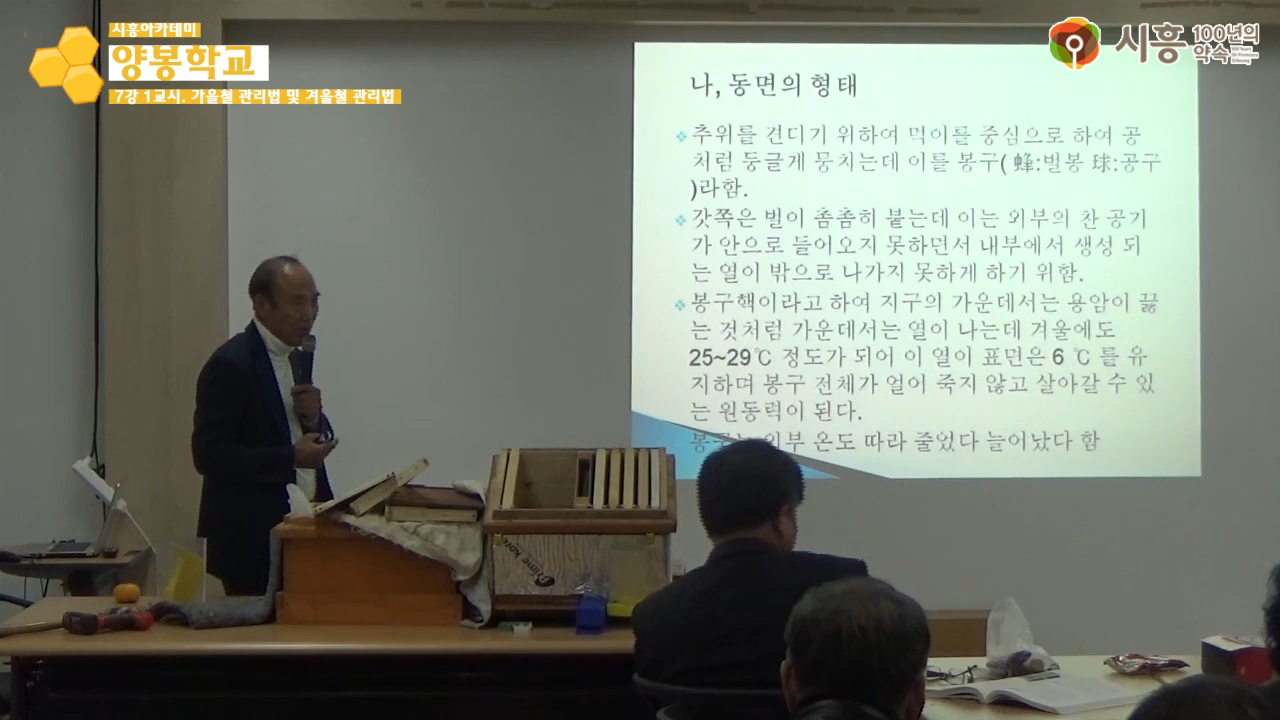 시흥아카데미
양봉학교
7강 1교시. 가을철 관리법 및 겨울철 관리법
시흥 100년의 약속
나, 동면의 형태
추위를 견디기 위하여 먹이를 중심으로 하여 공
처럼 둥글게 뭉치는데 이를 봉구( 蜂:벌봉 球:공구
)라함.
갓쪽은 벌이 촘촘히 붙는데 이는 외부의 찬 공기
가 안으로 들어오지 못하면서 내부에서 생성 되
는 열이 밖으로 나가지 못하게 하기 위함.
봉구핵이라고 하여 지구의 가운데서는 용암이 끓
는 것처럼 가운데서는 열이 나는데 겨울에도
25~29℃ 정도가 되어 이 열이 표면은 6 ℃ 를 유
지하며 봉구 전체가 얼어 죽지 않고 살아갈 수 있
는 원동력이 된다.
외부 온도 따라 줄었다 늘어났다 함